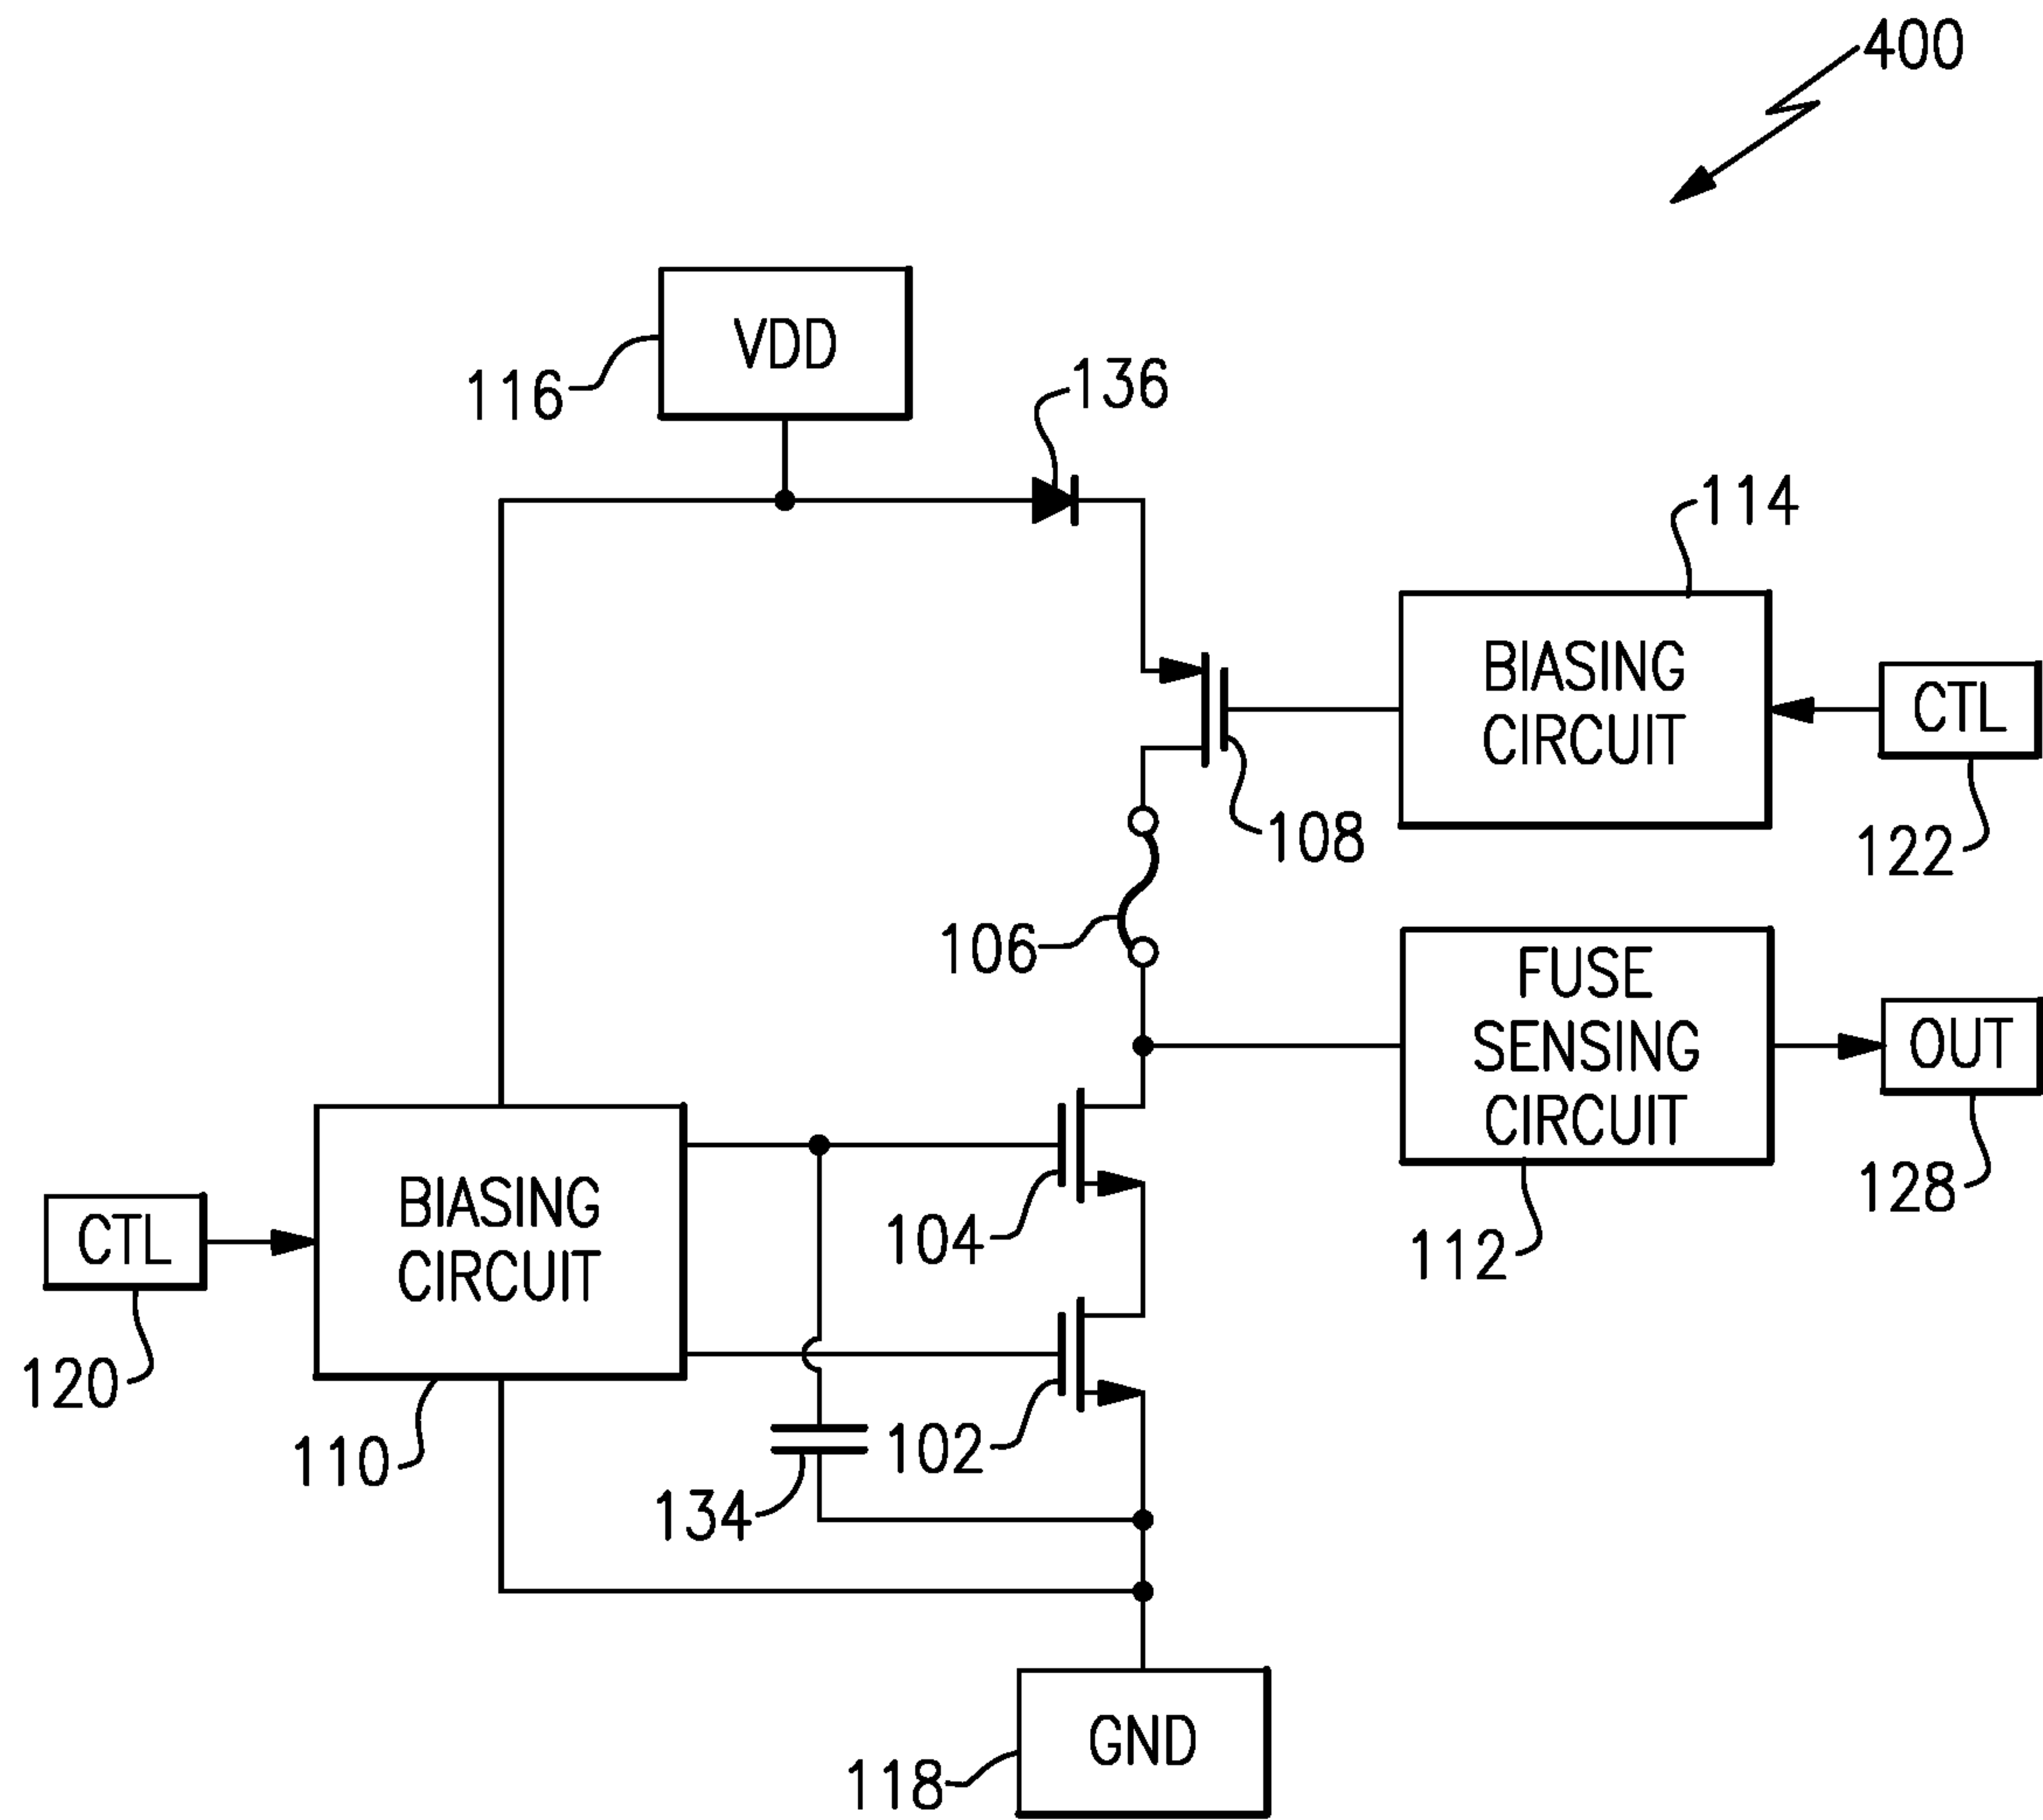 400
VDD
116
136
114
BIASING
CIRCUIT
CTL
108
122
106
FUSE
SENSING
CIRCUIT
OUT
128
BIASING
CIRCUIT
CTL
104
112
120
110
102
134
GND
118